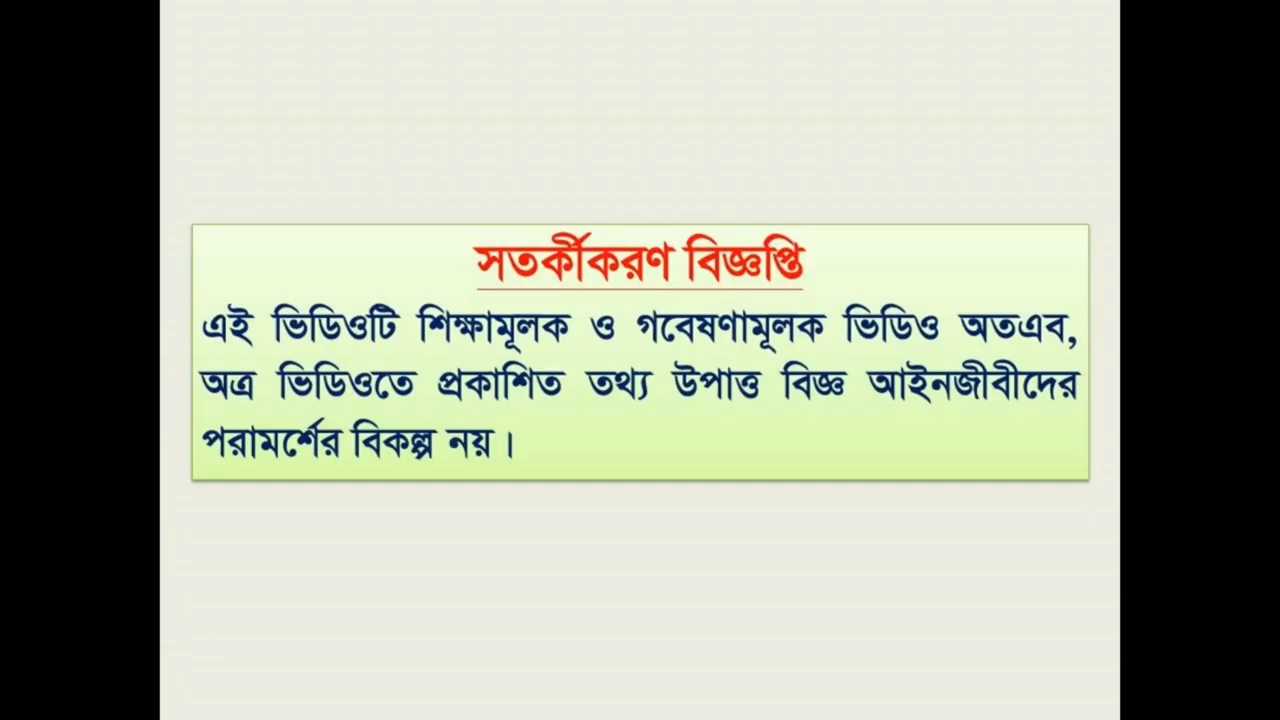 সতর্কীকরণ বিজ্ঞপ্তি
এই ভিডিওটি শিক্ষামূলক ও গবেষণামূলক ভিডিও অতএব,
অত্র ভিডিওতে প্রকাশিত তথ্য উপাত্ত বিজ্ঞ আইনজীবীদের
পরামর্শের বিকল্প নয়।